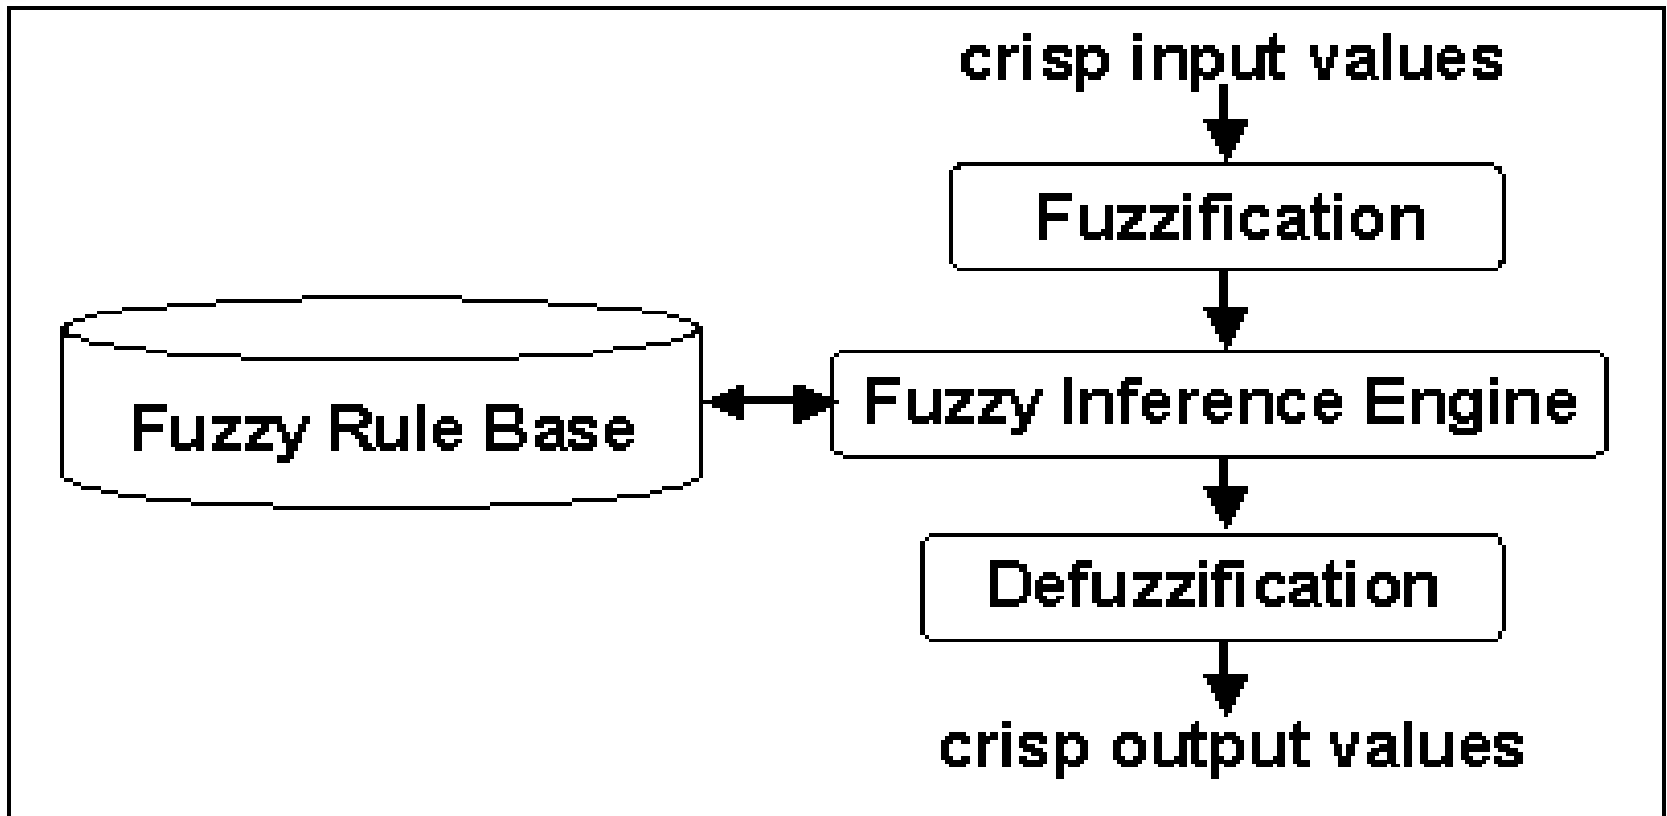 crisp input values
Fuzzification
Fuzzy Rule Base
Fuzzy Inference Engine
Defuzzification
crisp output values